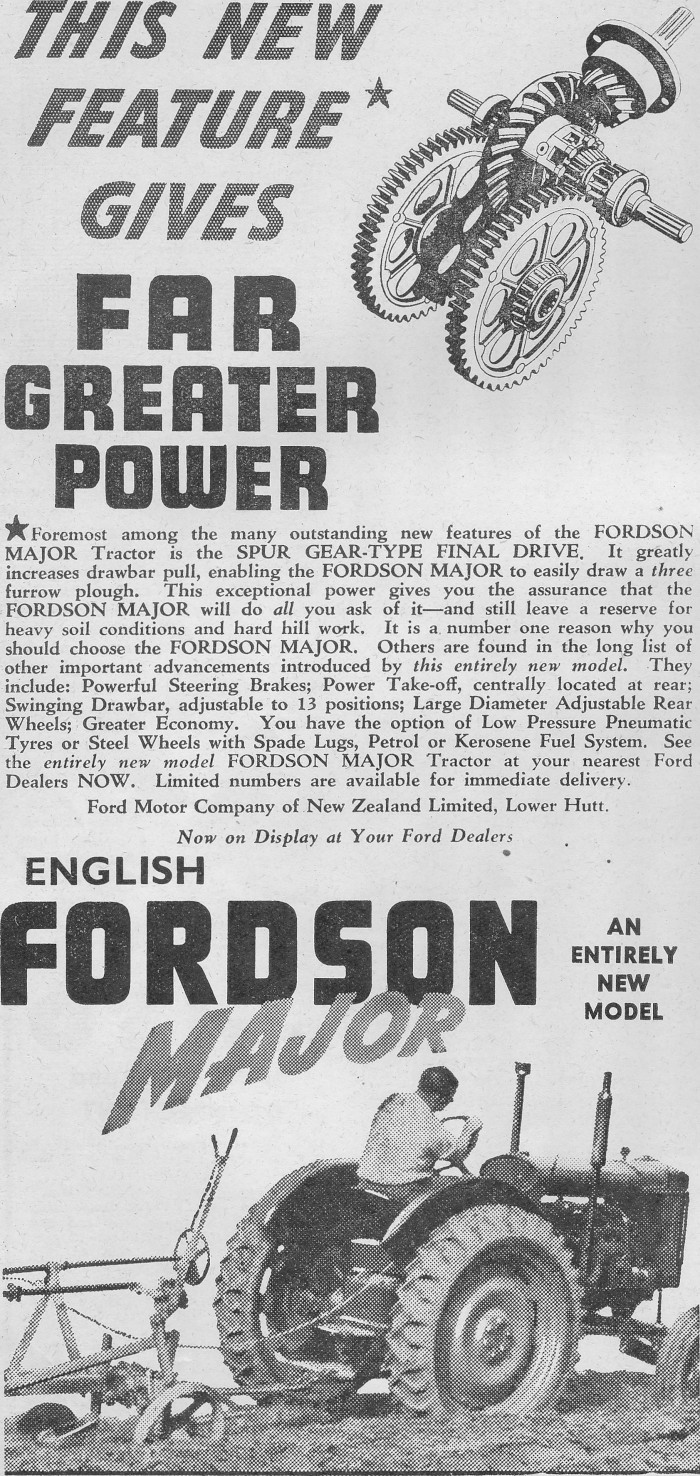 THIS NEW
FEATURE★
GIVES
FAR
GREATER
POWER
★Foremost among the many outstanding new features of the FORDSON
MAJOR Tractor is the SPUR GEAR-TYPE FINAL DRIVE. It greatly
increases drawbar pull, enabling the FORDSON MAJOR to easily draw a three
furrow plough. This exceptional power gives you the assurance that the
FORDSON MAJOR will do all you ask of it—and still leave a reserve for
heavy soil conditions and hard hill work. It is a number one reason why you
should choose the FORDSON MAJOR. Others are found in the long list of
other important advancements introduced by this entirely new model. They
include: Powerful Steering Brakes; Power Take-off, centrally located at rear;
Swinging Drawbar, adjustable to 13 positions; Large Diameter Adjustable Rear
Wheels; Greater Economy. You have the option of Low Pressure Pneumatic
Tyres or Steel Wheels with Spade Lugs, Petrol or Kerosene Fuel System. See
the entirely new model FORDSON MAJOR Tractor at your nearest Ford
Dealers NOW. Limited numbers are available for immediate delivery.
Ford Motor Company of New Zealand Limited, Lower Hutt.
Now on Display at Your Ford Dealers
ENGLISH
FORDSON
MAJOR
AN
ENTIRELY
NEW
MODEL